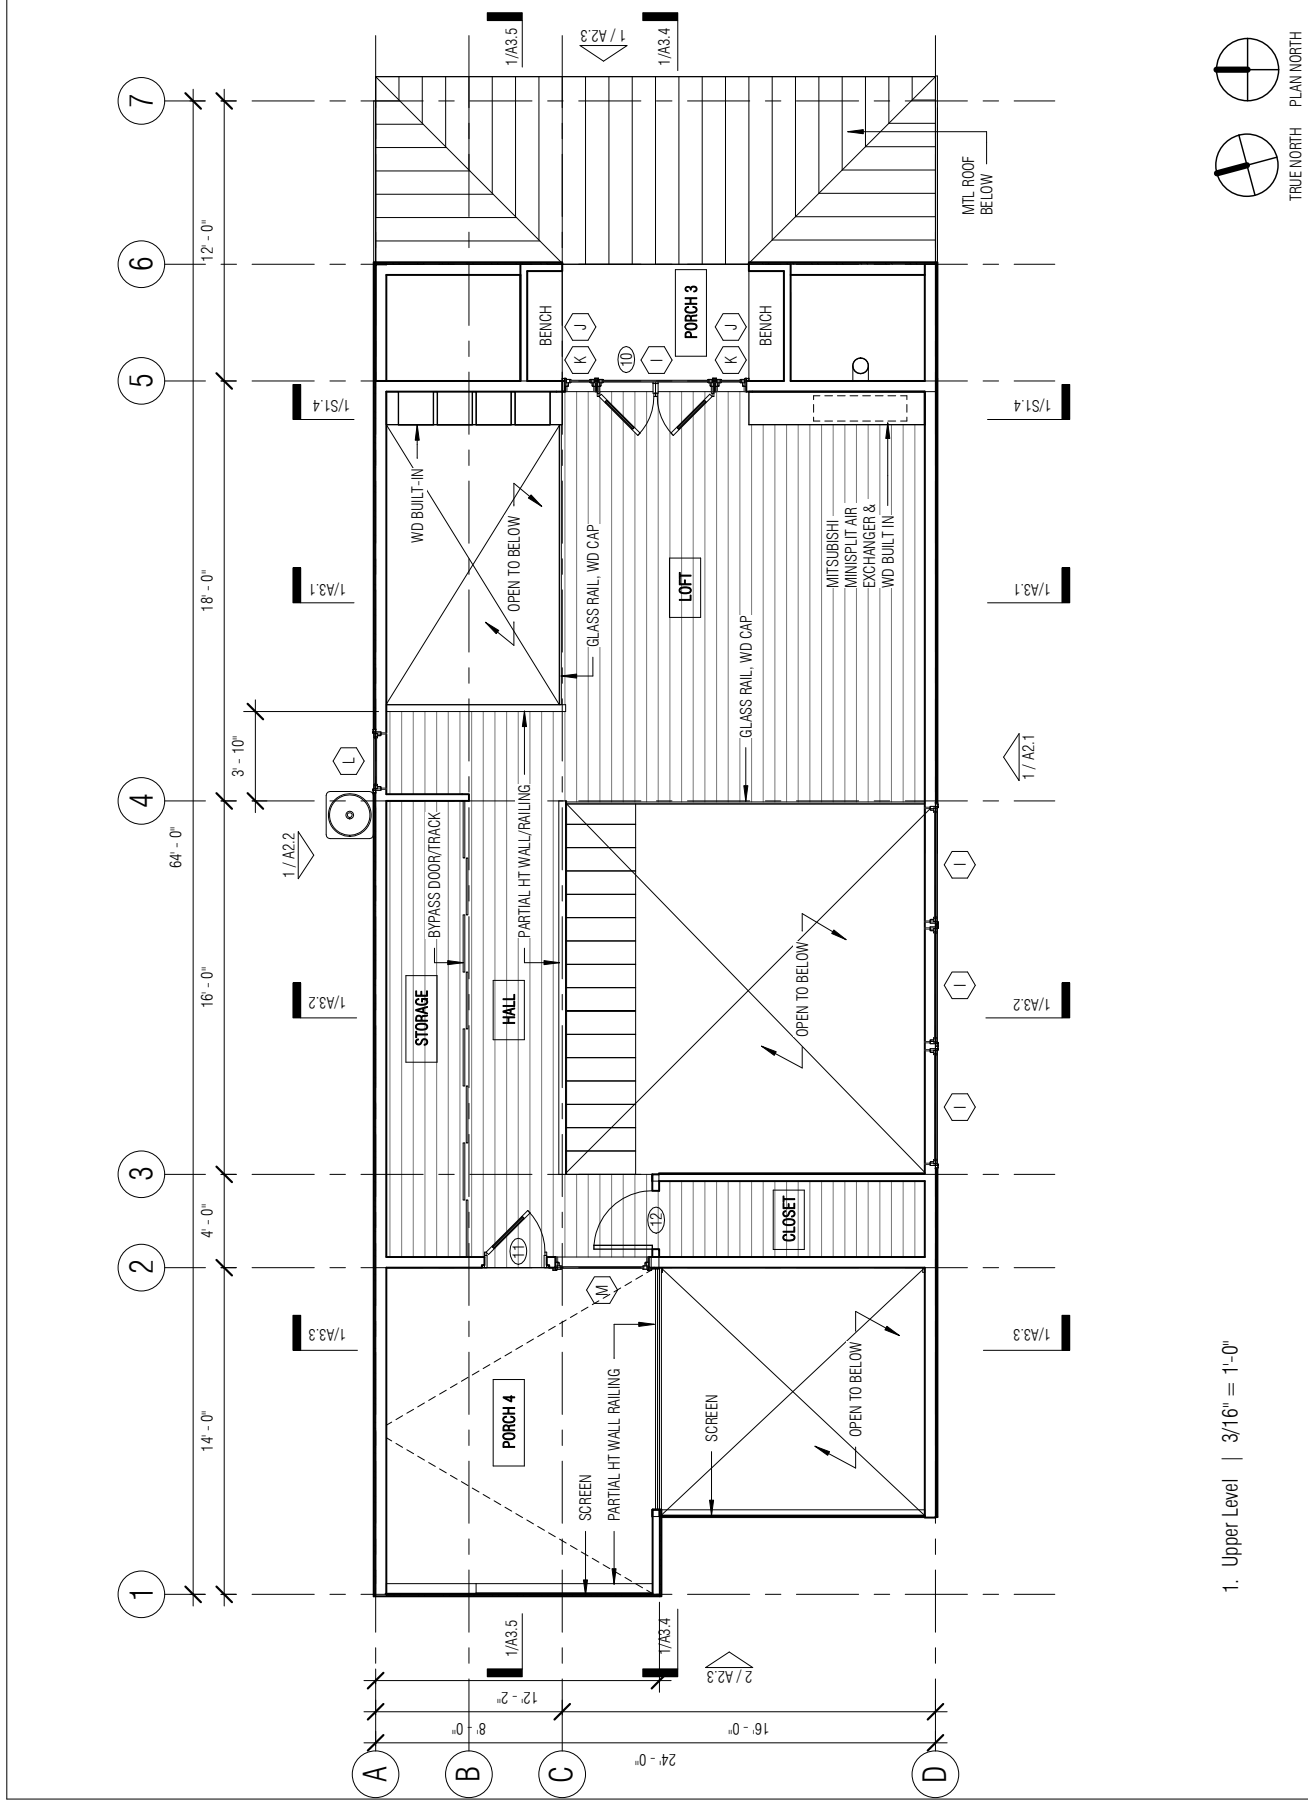 1
2
3
4
5
6
7
64' - 0"
14' - 0"
4' - 0"
16' - 0"
18' - 0"
12' - 0"
3' - 10"
A
B
C
D
24' - 0"
8' - 0"
16' - 0"
12' - 2"
1/A3.3
1/A3.2
1/A3.1
1/S1.4
1 / A2.2
L
1/A3.5
1/A3.4
2 / A2.3
1/A3.5
1/A3.4
1 / A2.3
STORAGE
BYPASS DOOR/TRACK
HALL
PARTIAL HT WALL/RAILING
WD BUILT-IN
OPEN TO BELOW
GLASS RAIL, WD CAP
BENCH
K
J
10
I
PORCH 3
K
J
BENCH
LOFT
GLASS RAIL, WD CAP
MITSUBISHI
MINISPLIT AIR
EXCHANGER &
WD BUILT IN
MTL ROOF
BELOW
PORCH 4
11
12
M
SCREEN
PARTIAL HT WALL RAILING
SCREEN
OPEN TO BELOW
CLOSET
OPEN TO BELOW
I
I
I
1 / A2.1
1/A3.3
1/A3.2
1/A3.1
1/S1.4
1. Upper Level | 3/16" = 1'-0"
TRUE NORTH
PLAN NORTH